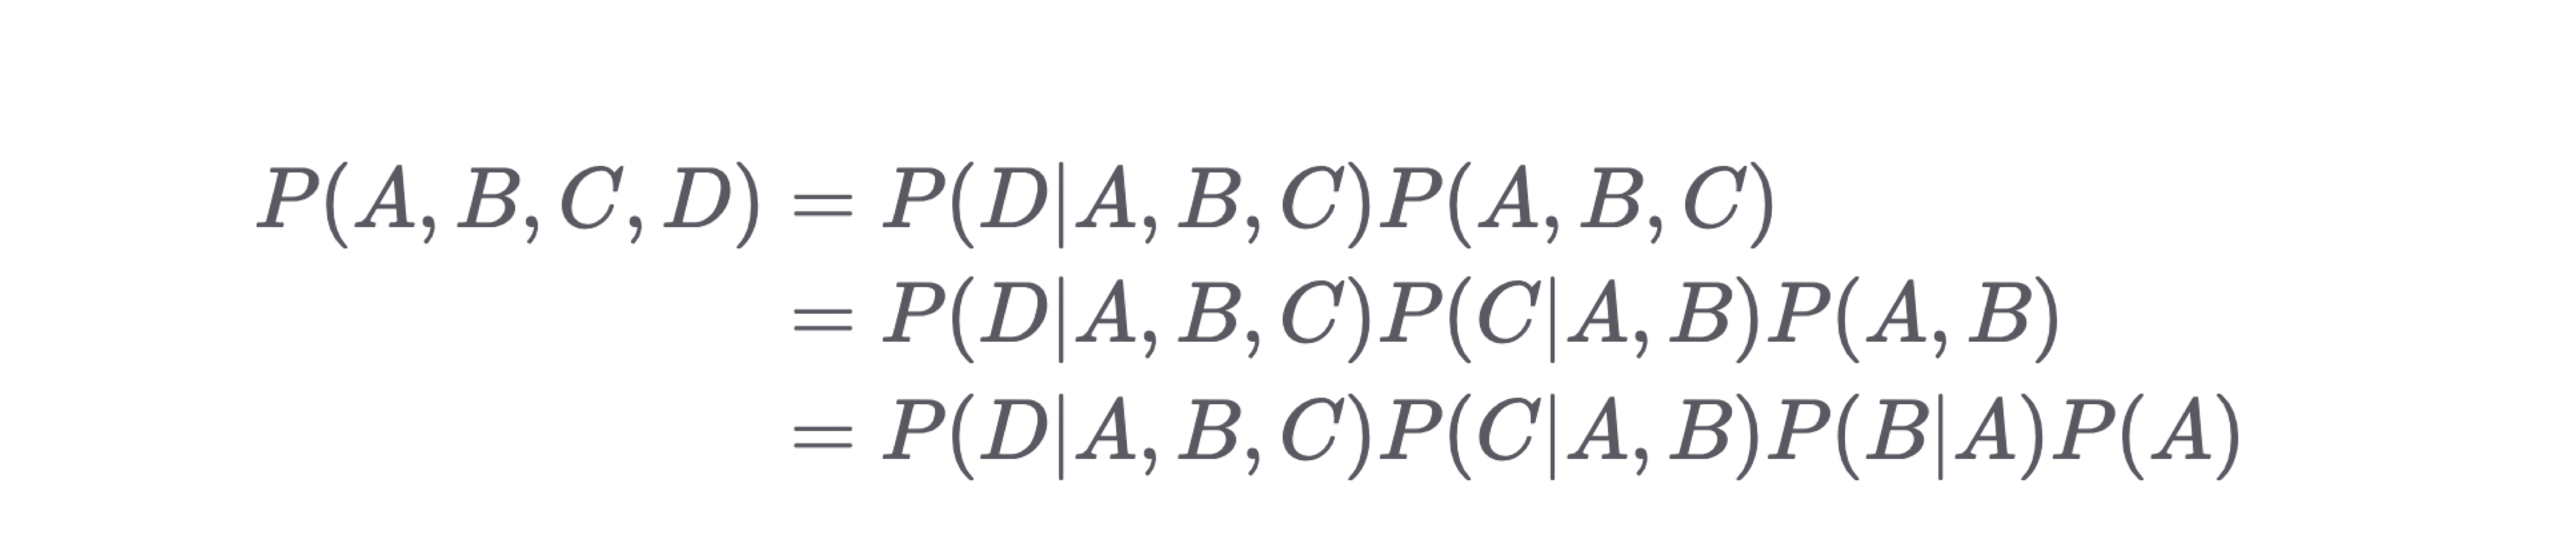 P(A, B, C, D) = P(D|A, B, C)P(A, B, C)
= P(D|A, B, C)P(C|A, B)P(A, B)
= P(D|A, B, C)P(C|A, B)P(B|A)P(A)